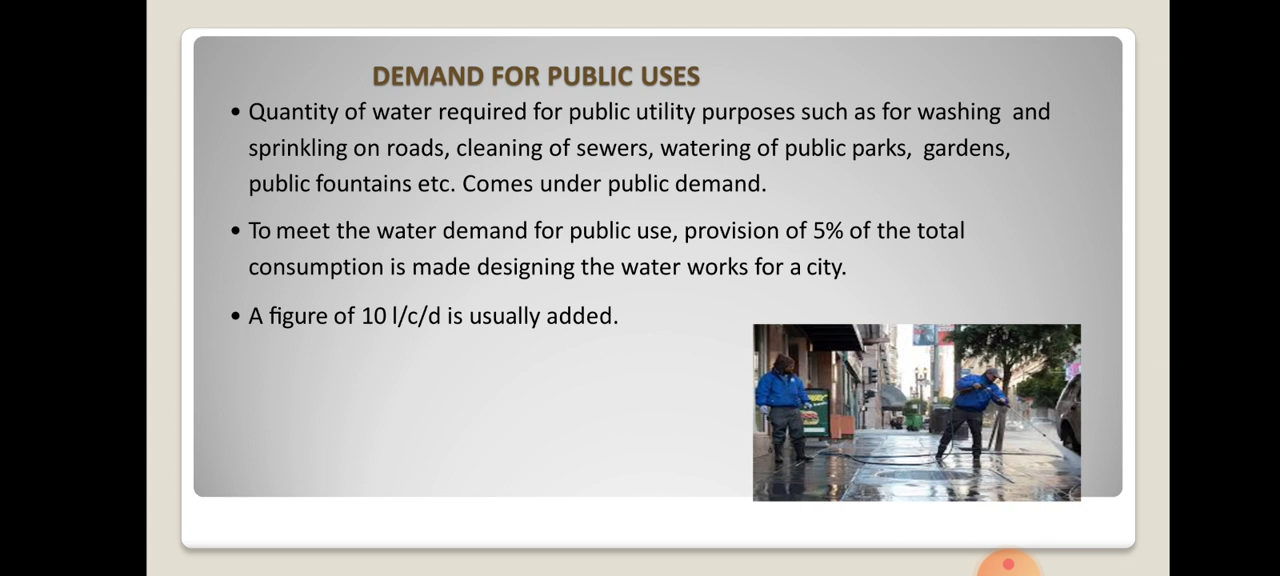 DEMAND FOR PUBLIC USES
• Quantity of water required for public utility purposes such as for washing and
sprinkling on roads, cleaning of sewers, watering of public parks, gardens,
public fountains etc. Comes under public demand.
• To meet the water demand for public use, provision of 5% of the total
consumption is made designing the water works for a city.
• A figure of 10 l/c/d is usually added.